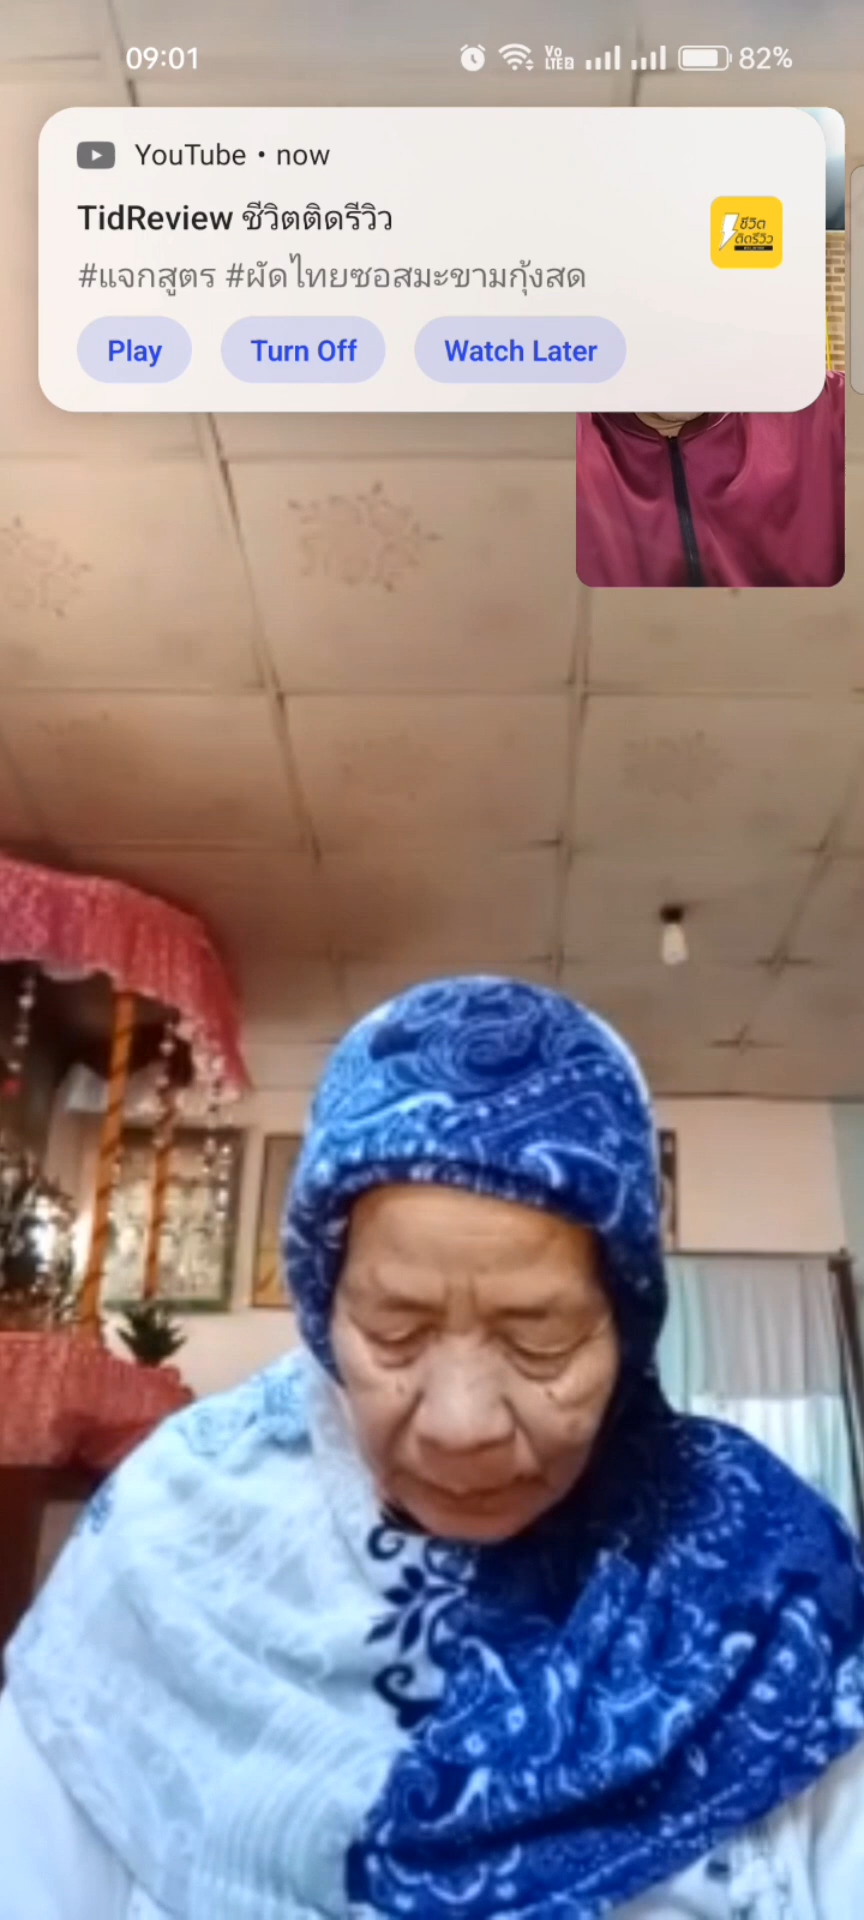 09:01
Vo
LTE2
82%
YouTube • now
TidReview ชีวิตติดรีวิว
#แจกสูตร #ผัดไทยซอสมะขามกุ้งสด
ชีวิต
ติดรีวิว
Play
Turn Off
Watch Later